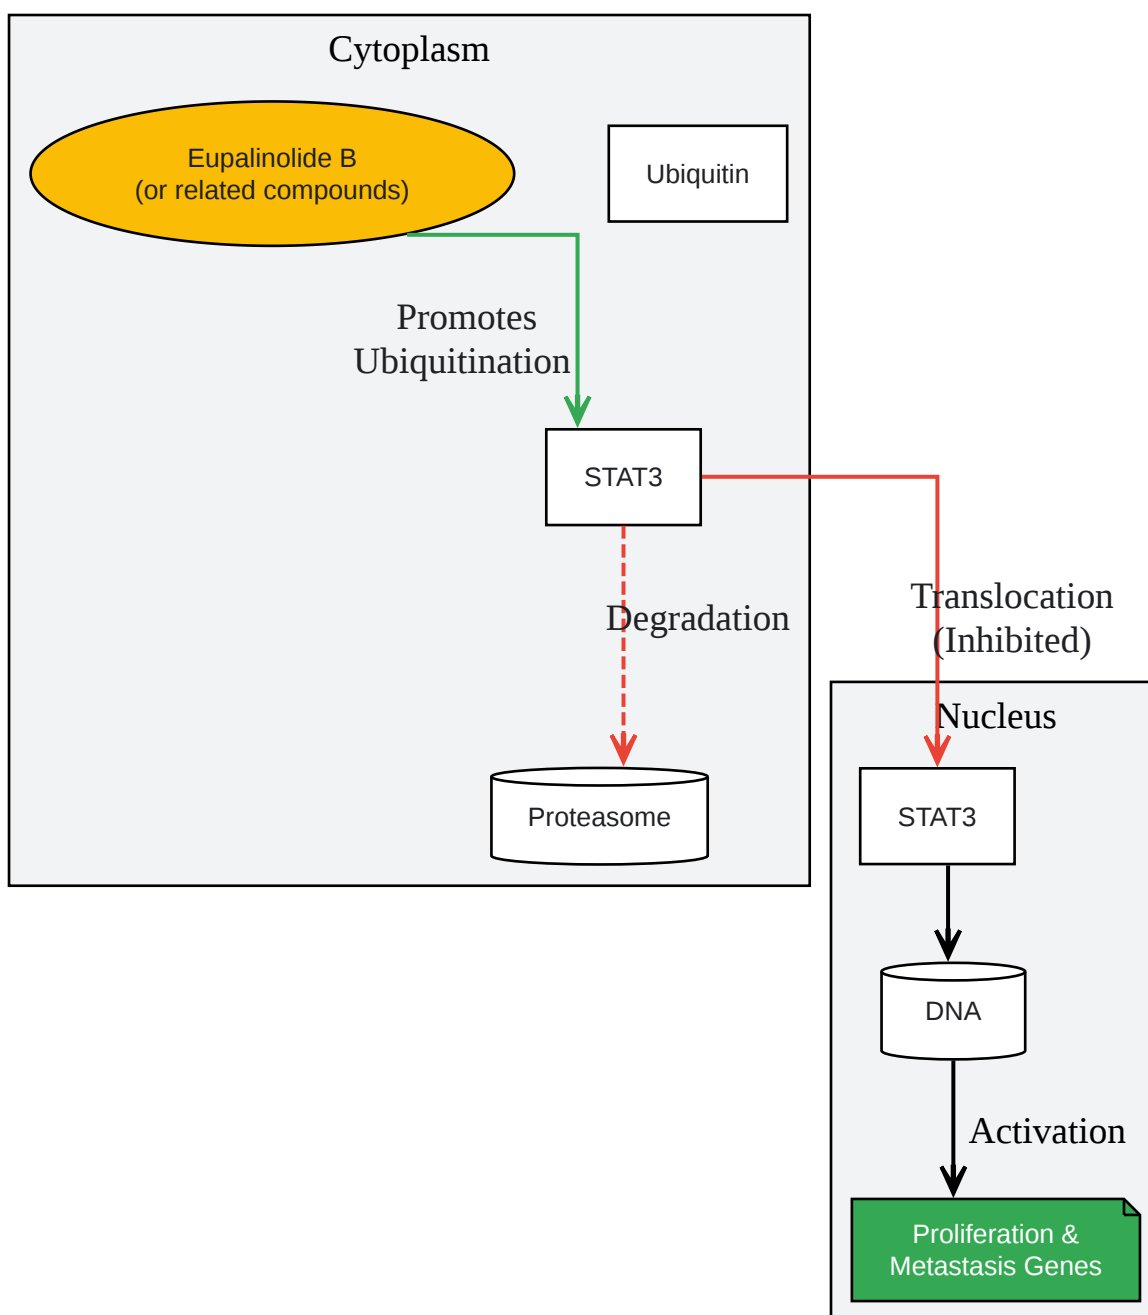 Cytoplasm
Eupalinolide B
(or related compounds)
Ubiquitin
Promotes
Ubiquitination
STAT3
Degradation
Translocation
(Inhibited)
Nucleus
Proteasome
STAT3
DNA
Activation
Proliferation &
Metastasis Genes